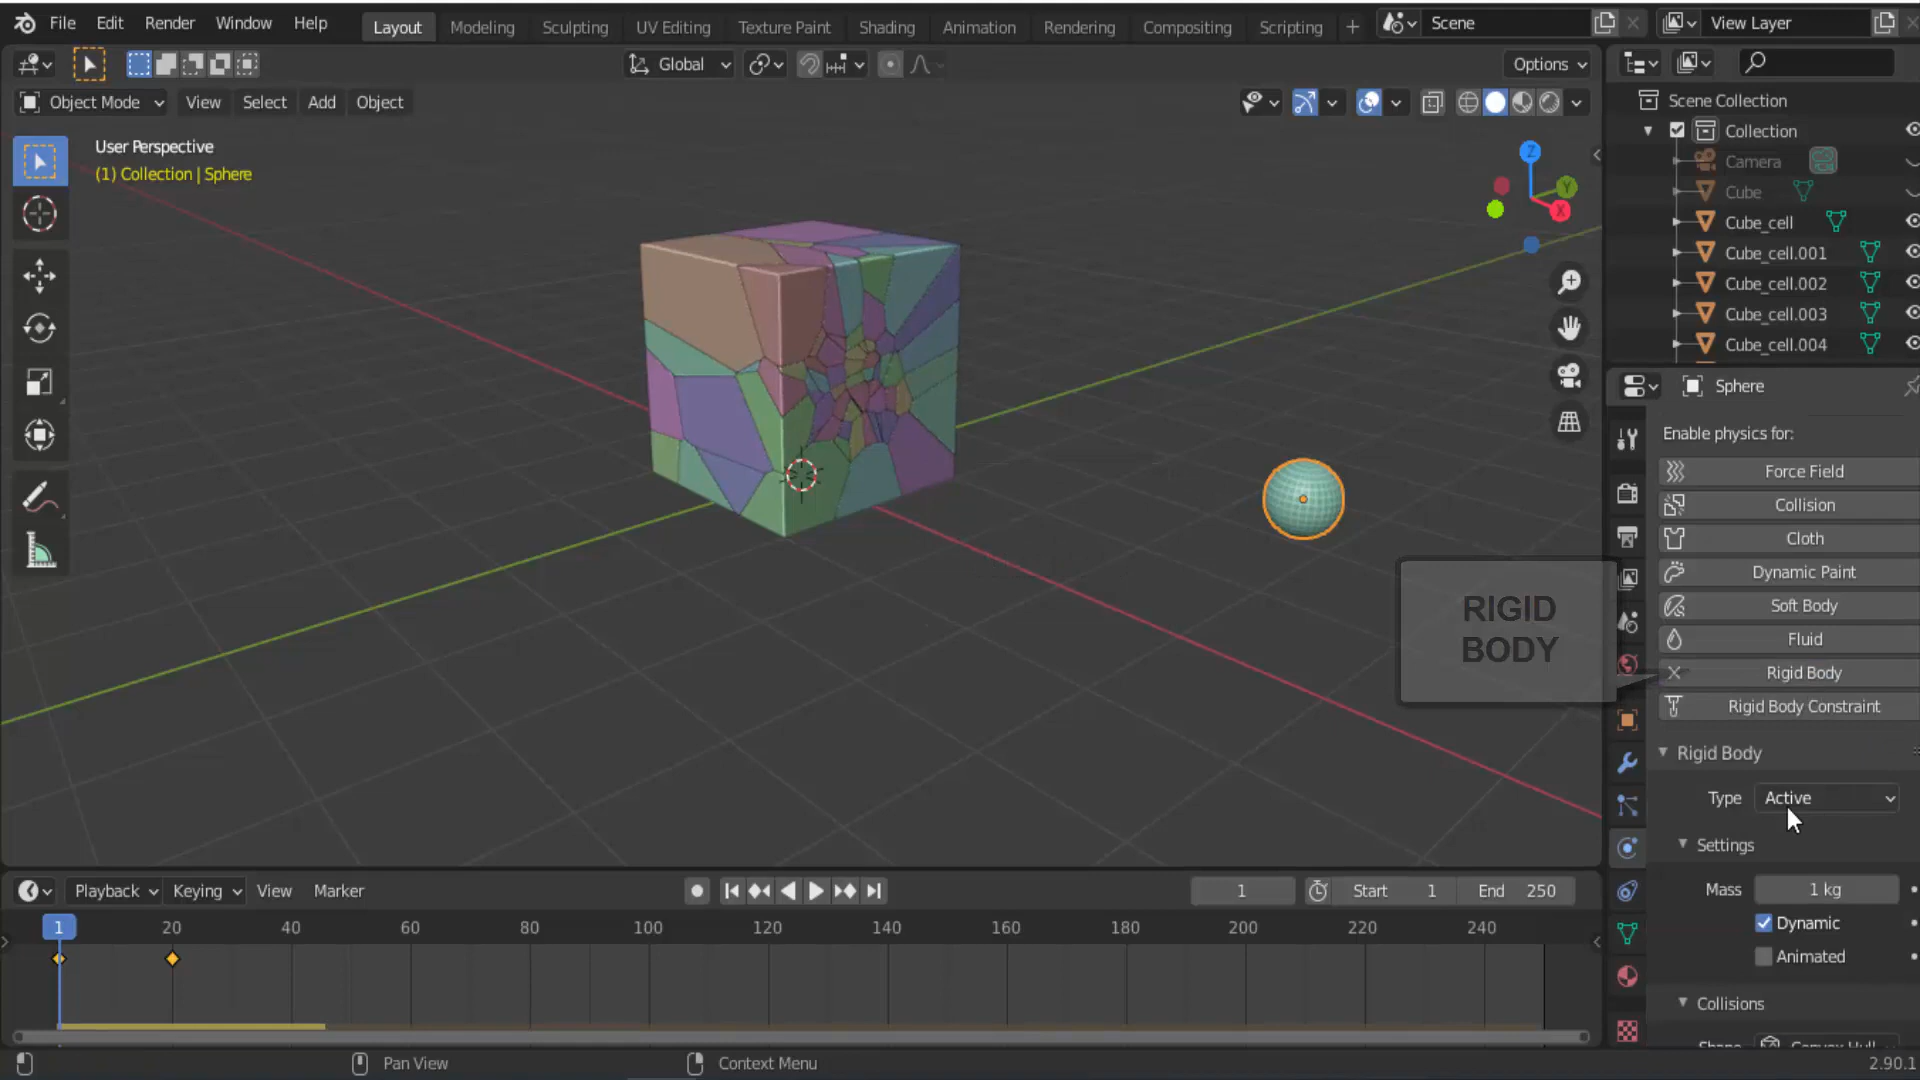 File Edit Render Window Help Layout Modeling Sculpting UV Editing Texture Paint Shading Animation Rendering Compositing Scripting + Scene View Layer
Global Options
Object Mode View Select Add Object
User Perspective
(1) Collection | Sphere
Z
Y
X
Scene Collection
Collection
Camera
Cube
Cube_cell
Cube_cell.001
Cube_cell.002
Cube_cell.003
Cube_cell.004
Sphere
Enable physics for:
Force Field
Collision
Cloth
Dynamic Paint
Soft Body
Fluid
Rigid Body
Rigid Body Constraint
RIGID
BODY
Rigid Body
Type Active
Settings
Mass 1 kg
Dynamic
Animated
Collisions
Shape Convex Hull
Playback Keying View Marker 1 Start 1 End 250
1 20 40 60 80 100 120 140 160 180 200 220 240
Pan View Context Menu 2.90.1